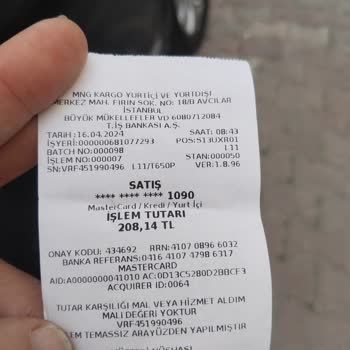 MNG KARGO YURTİÇİ VE YURTDIŞI
MERKEZ MAH. FIRIN SOK. NO: 18/B AVCILAR
İSTANBUL
BÜYÜK MÜKELLEFLER VD 6080712084
T.İŞ BANKASI A.Ş.
TARİH:16.04.2024 SAAT: 08:43
İŞYERİ:000000681077293 POS:S13UXR01
BATCH NO:000098 L11
İŞLEM NO:000007 STAN:000050
SN:VRF451990496 L11/T650P VER:1.8.96
SATIŞ
**** **** **** 1090
MasterCard / Kredi / Yurt İçi
İŞLEM TUTARI
208,14 TL
ONAY KODU: 434692 RRN: 4107 0896 6032
BANKA REFERANS:0416 4107 4798 6317
MASTERCARD
AID:A0000000041010 AC:0D13C52B0D2BBCF3
ACQUIRER ID:0064
TUTAR KARŞILIĞI MAL VEYA HİZMET ALDIM
MALİ DEĞERİ YOKTUR
VRF451990496
LEM TEMASSIZ ARAYÜZDEN YAPILMIŞTIR